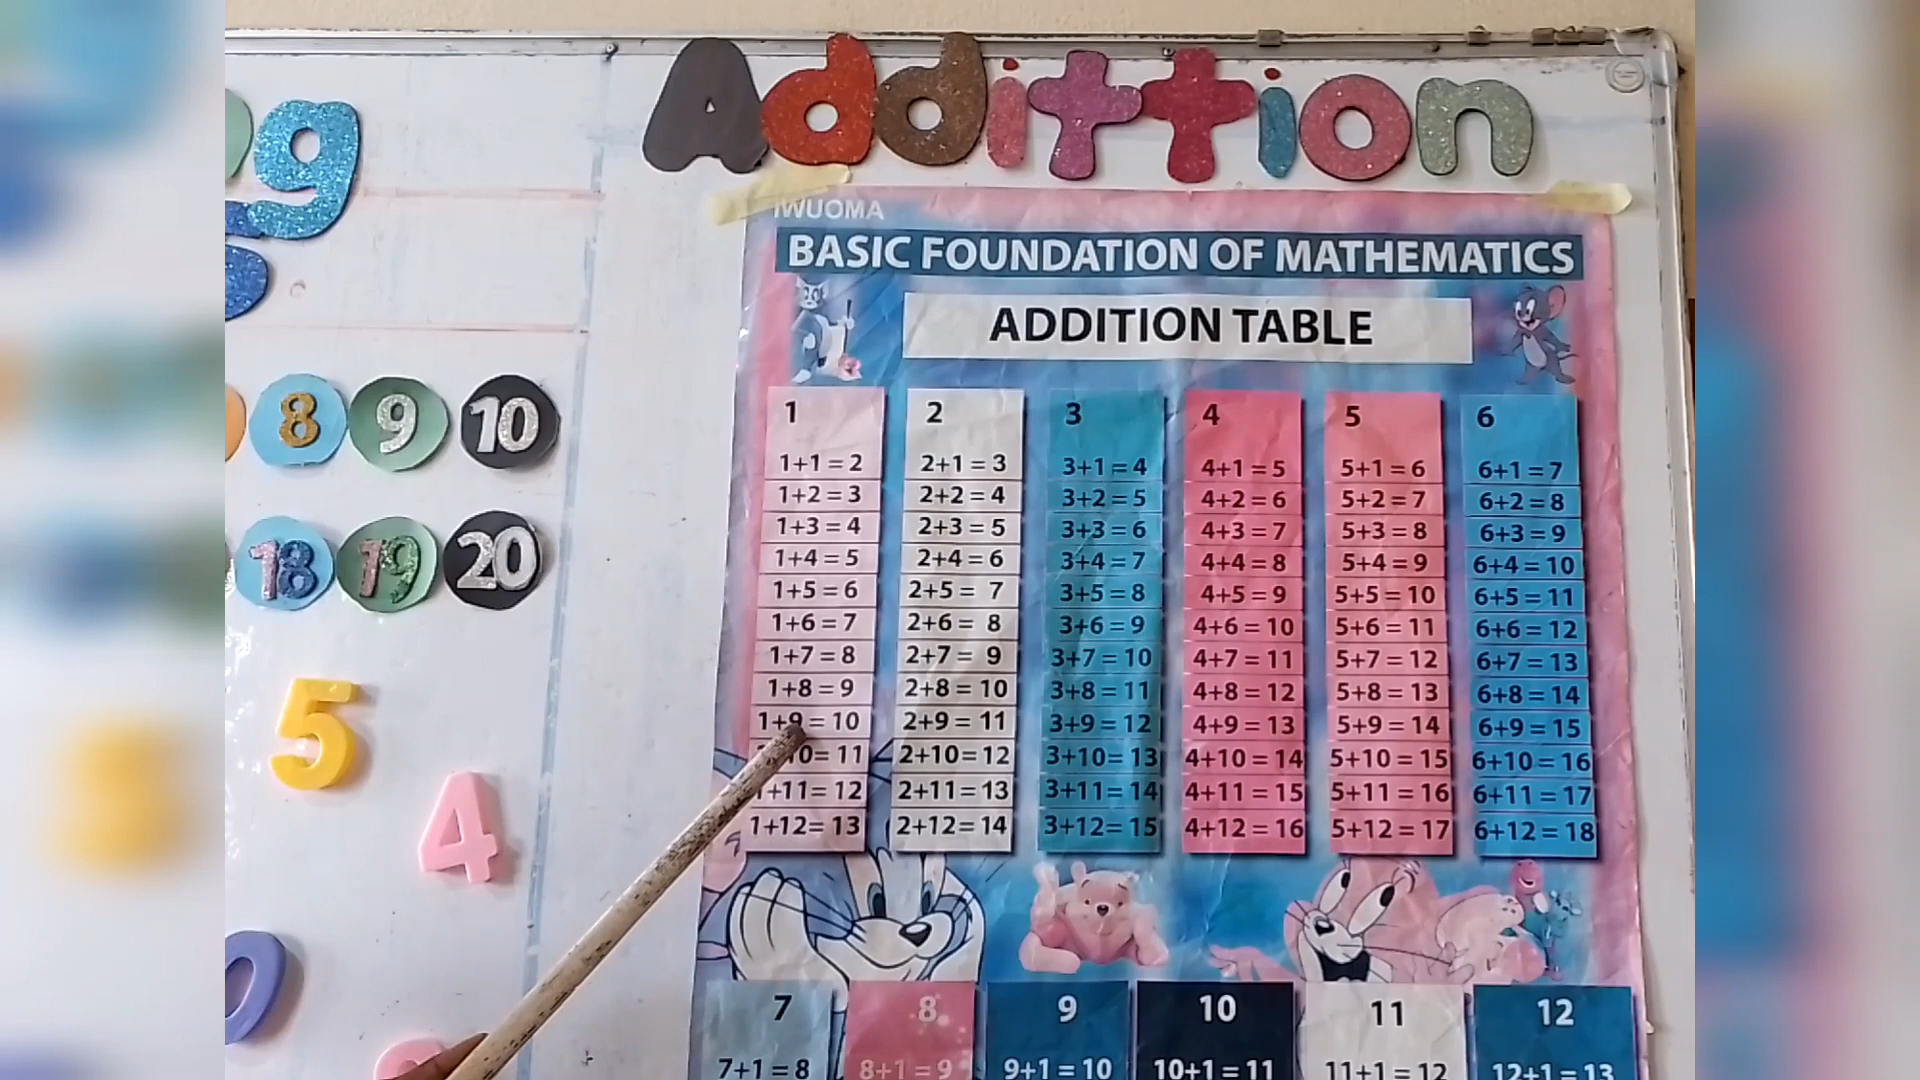 Addittion
g
8 9 10
18 19 20
5
4
IWUOMA
BASIC FOUNDATION OF MATHEMATICS
ADDITION TABLE
1
1+1 = 2
1+2 = 3
1+3 = 4
1+4 = 5
1+5 = 6
1+6 = 7
1+7 = 8
1+8 = 9
1+9 = 10
10= 11
1+11= 12
1+12= 13
2
2+1 = 3
2+2 = 4
2+3 = 5
2+4 = 6
2+5 = 7
2+6 = 8
2+7 = 9
2+8 = 10
2+9 = 11
2+10=12
2+11=13
2+12=14
3
3+1 = 4
3+2 = 5
3+3 = 6
3+4 = 7
3+5 = 8
3+6 = 9
3+7 = 10
3+8 = 11
3+9 = 12
3+10= 13
3+11= 14
3+12= 15
4
4+1 = 5
4+2 = 6
4+3 = 7
4+4 = 8
4+5 = 9
4+6 = 10
4+7 = 11
4+8 = 12
4+9 = 13
4+10 = 14
4+11 = 15
4+12 = 16
5
5+1 = 6
5+2 = 7
5+3 = 8
5+4 = 9
5+5 = 10
5+6 = 11
5+7 = 12
5+8 = 13
5+9 = 14
5+10 = 15
5+11 = 16
5+12 = 17
6
6+1 = 7
6+2 = 8
6+3 = 9
6+4 = 10
6+5 = 11
6+6 = 12
6+7 = 13
6+8 = 14
6+9 = 15
6+10 = 16
6+11 = 17
6+12 = 18
7
7+1 = 8
8
8+1 = 9
9
9+1 = 10
10
10+1 = 11
11
11+1 = 12
12
12+1 = 13